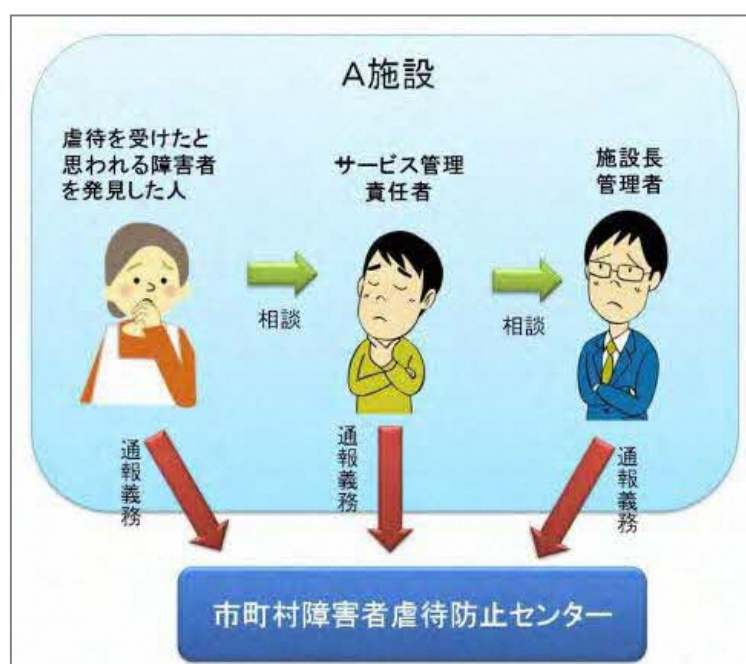 A施設
虐待を受けたと
思われる障害者
を発見した人
サービス管理
責任者
施設長
管理者
相談
相談
通報義務
通報義務
通報義務
市町村障害者虐待防止センター